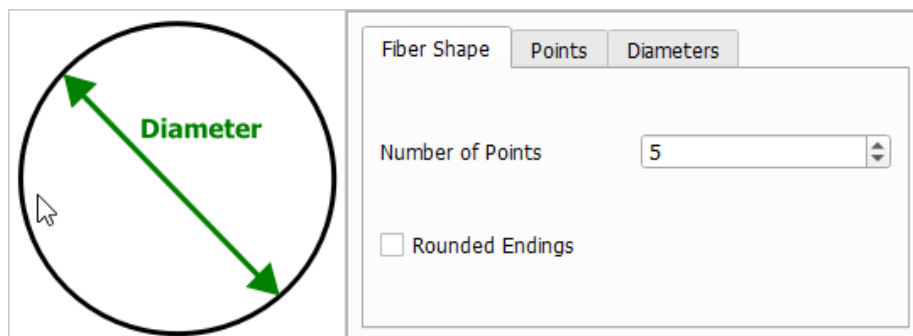 Diameter
Fiber Shape
Points
Diameters
Number of Points
5
Rounded Endings